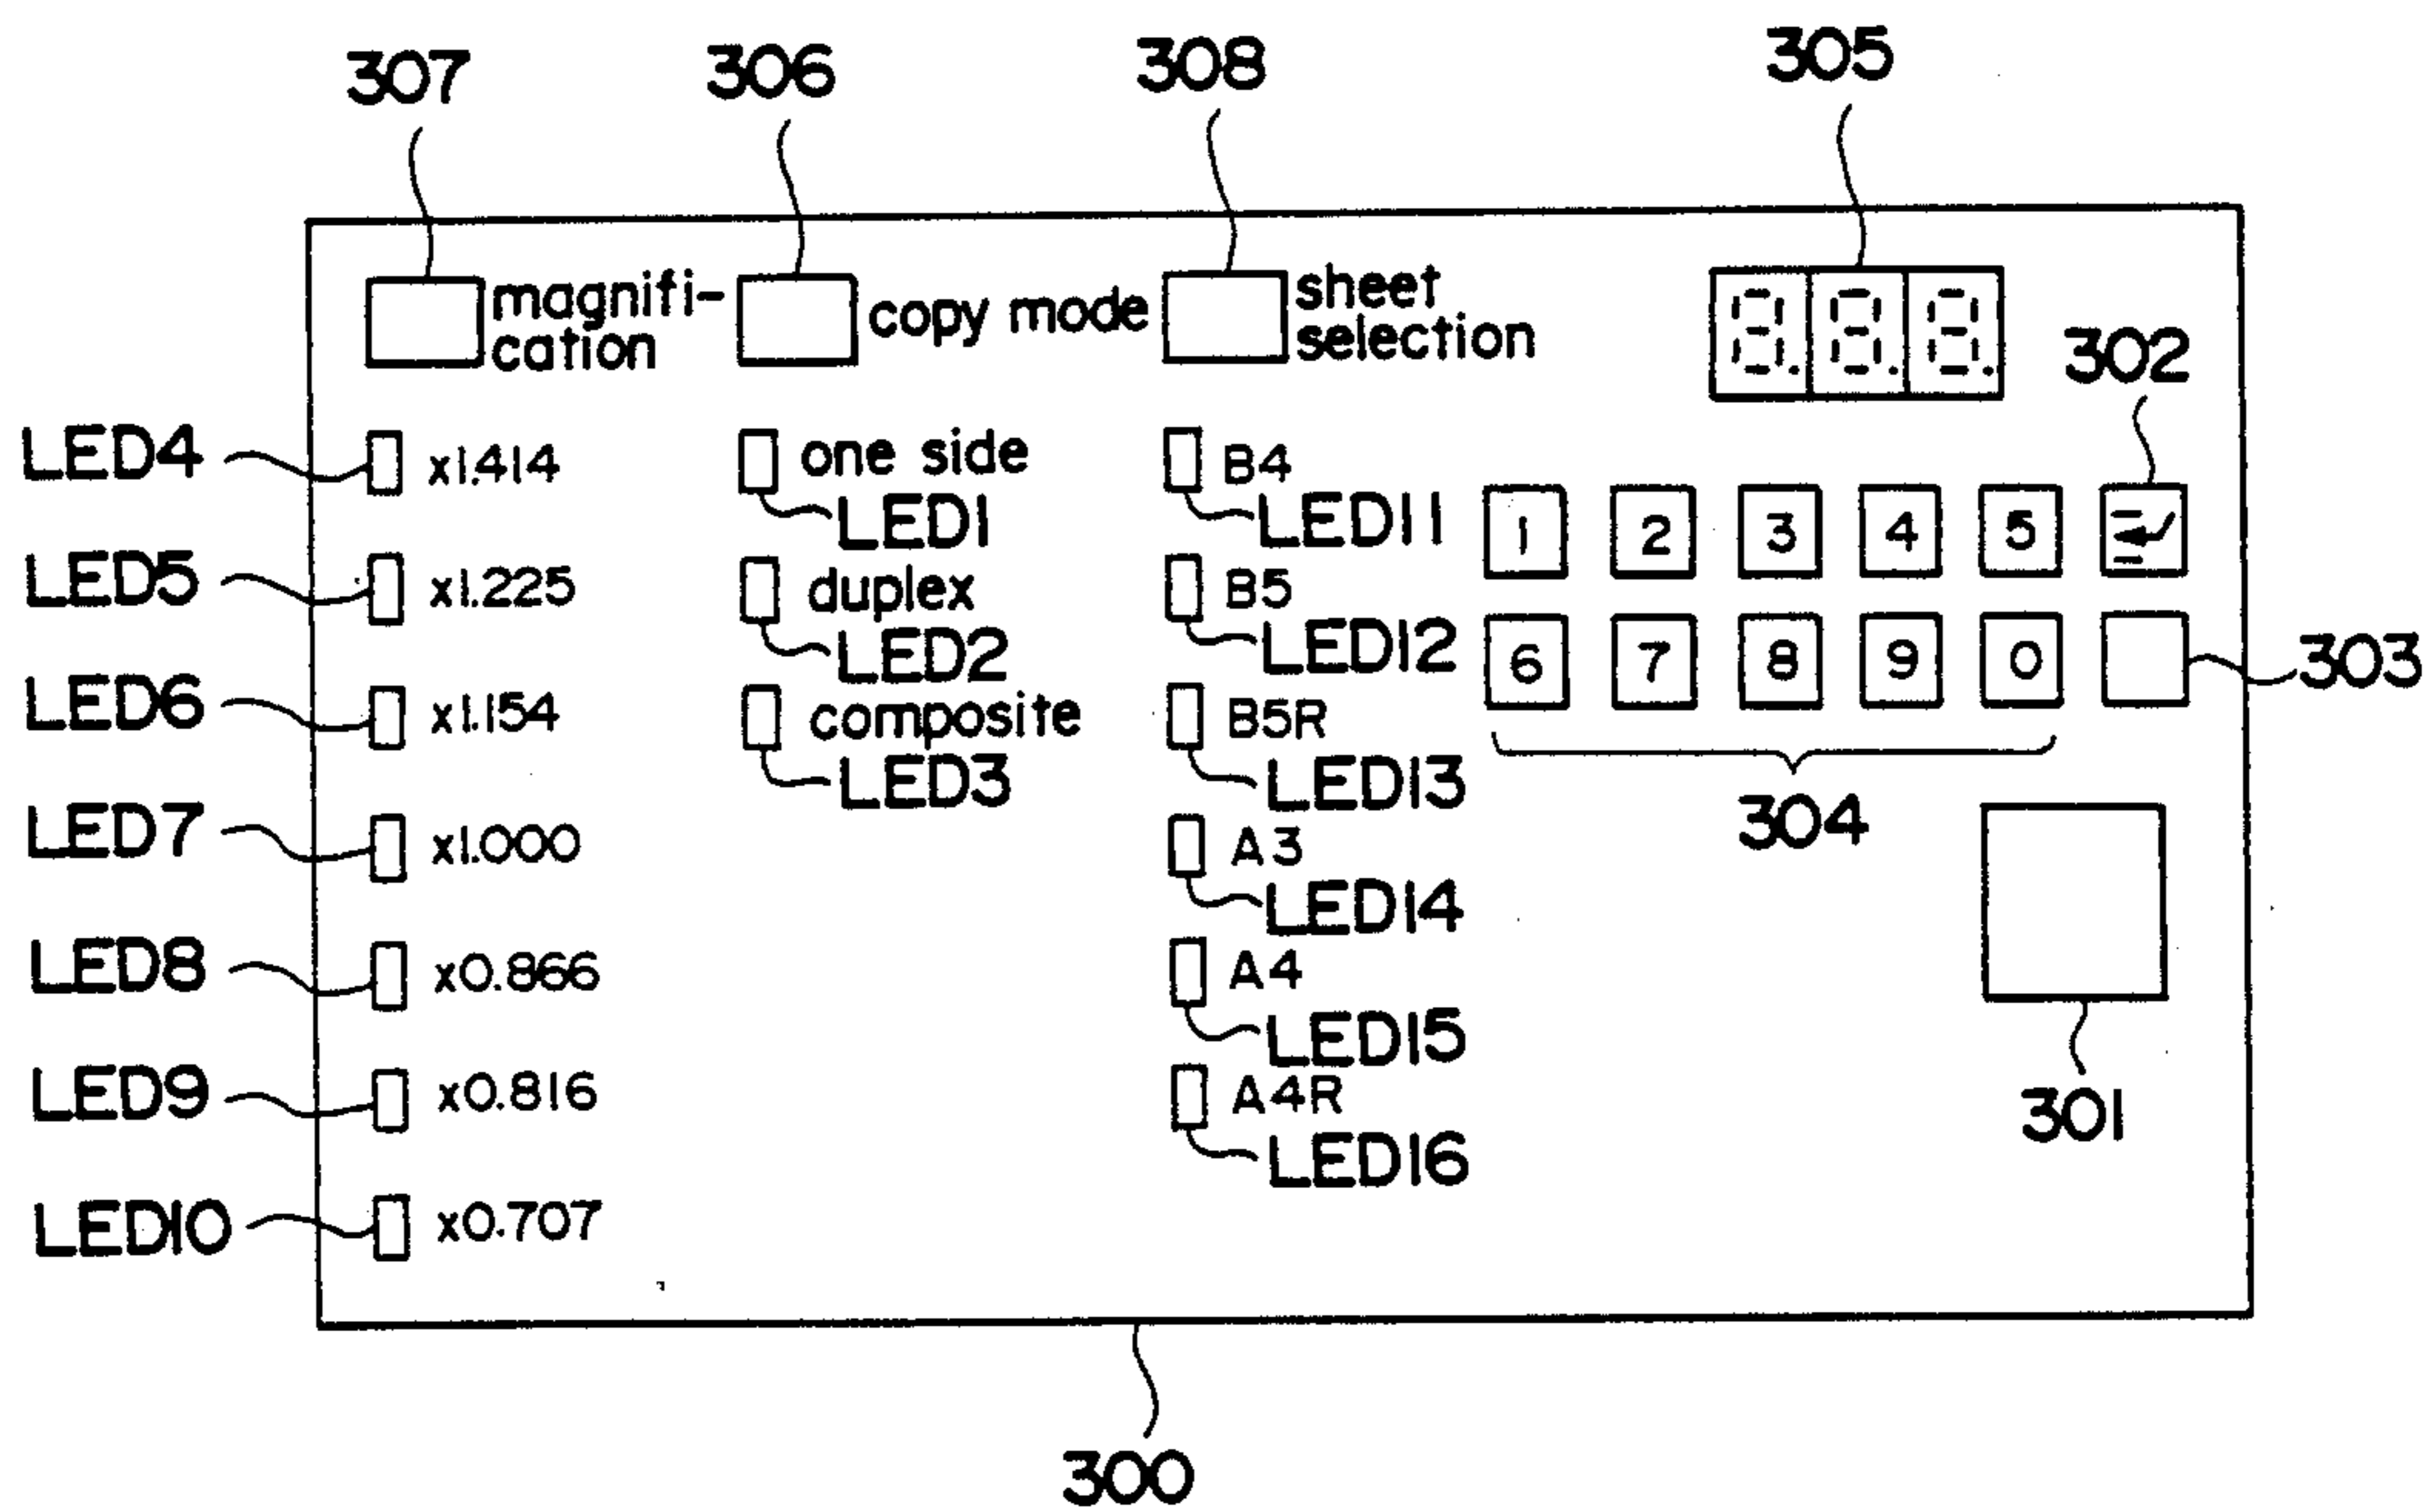 307 306 308 305
magnifi-
cation
copy mode
sheet
selection
8. 8. 8.
302
LED4 x1.414
LED5 x1.225
LED6 x1.154
LED7 x1.000
LED8 x0.866
LED9 x0.816
LED10 x0.707
one side
LED1
duplex
LED2
composite
LED3
B4
LED11
B5
LED12
B5R
LED13
A3
LED14
A4
LED15
A4R
LED16
1 2 3 4 5
6 7 8 9 0
303
304
301
300